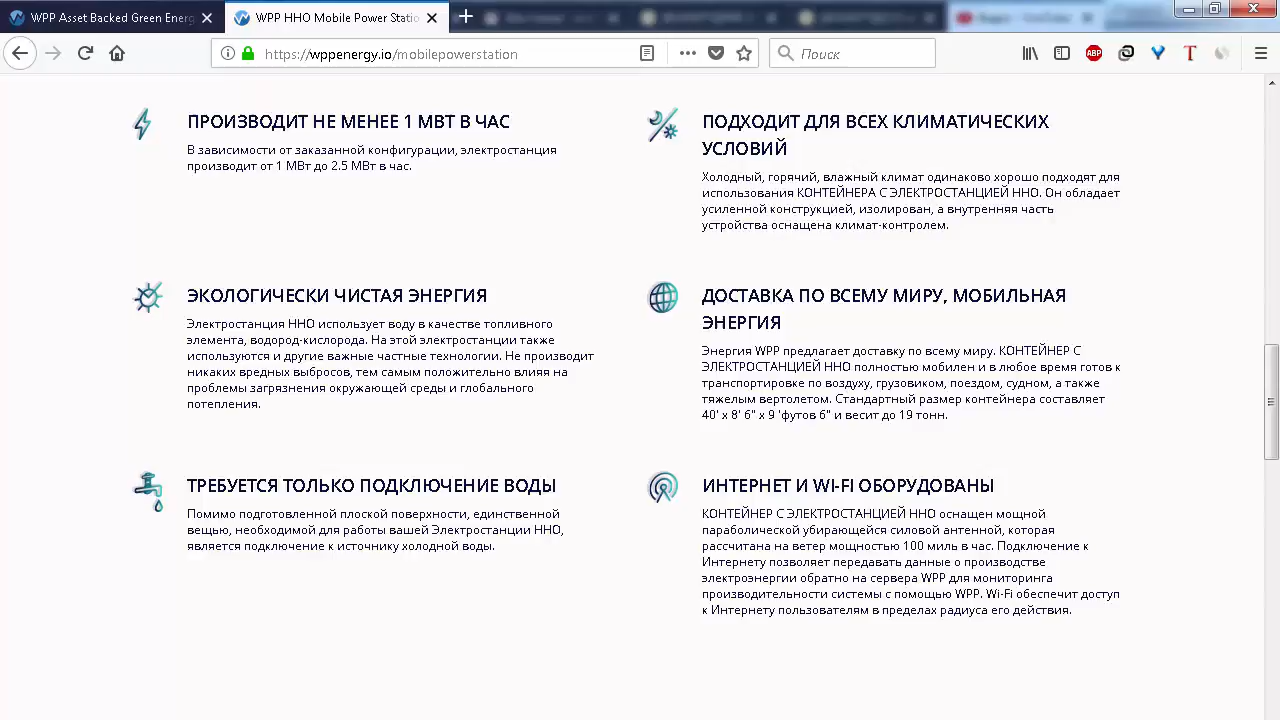 WPP Asset Backed Green Energ
WPP HHO Mobile Power Statio
https://wppenergy.io/mobilepowerstation
Поиск
ABP
ПРОИЗВОДИТ НЕ МЕНЕЕ 1 МВТ В ЧАС
В зависимости от заказанной конфигурации, электростанция
производит от 1 МВт до 2.5 МВт в час.
ПОДХОДИТ ДЛЯ ВСЕХ КЛИМАТИЧЕСКИХ
УСЛОВИЙ
Холодный, горячий, влажный климат одинаково хорошо подходят для
использования КОНТЕЙНЕРА С ЭЛЕКТРОСТАНЦИЕЙ ННО. Он обладает
усиленной конструкцией, изолирован, а внутренняя часть
устройства оснащена климат-контролем.
ЭКОЛОГИЧЕСКИ ЧИСТАЯ ЭНЕРГИЯ
Электростанция ННО использует воду в качестве топливного
элемента, водород-кислорода. На этой электростанции также
используются и другие важные частные технологии. Не производит
никаких вредных выбросов, тем самым положительно влияя на
проблемы загрязнения окружающей среды и глобального
потепления.
ДОСТАВКА ПО ВСЕМУ МИРУ, МОБИЛЬНАЯ
ЭНЕРГИЯ
Энергия WPP предлагает доставку по всему миру. КОНТЕЙНЕР С
ЭЛЕКТРОСТАНЦИЕЙ ННО полностью мобилен и в любое время готов к
транспортировке по воздуху, грузовиком, поездом, судном, а также
тяжелым вертолетом. Стандартный размер контейнера составляет
40' x 8' 6" x 9 'футов 6" и весит до 19 тонн.
ТРЕБУЕТСЯ ТОЛЬКО ПОДКЛЮЧЕНИЕ ВОДЫ
Помимо подготовленной плоской поверхности, единственной
вещью, необходимой для работы вашей Электростанции ННО,
является подключение к источнику холодной воды.
ИНТЕРНЕТ И WI-FI ОБОРУДОВАНЫ
КОНТЕЙНЕР С ЭЛЕКТРОСТАНЦИЕЙ ННО оснащен мощной
параболической убирающейся силовой антенной, которая
рассчитана на ветер мощностью 100 миль в час. Подключение к
Интернету позволяет передавать данные о производстве
электроэнергии обратно на сервера WPP для мониторинга
производительности системы с помощью WPP. Wi-Fi обеспечит доступ
к Интернету пользователям в пределах радиуса его действия.